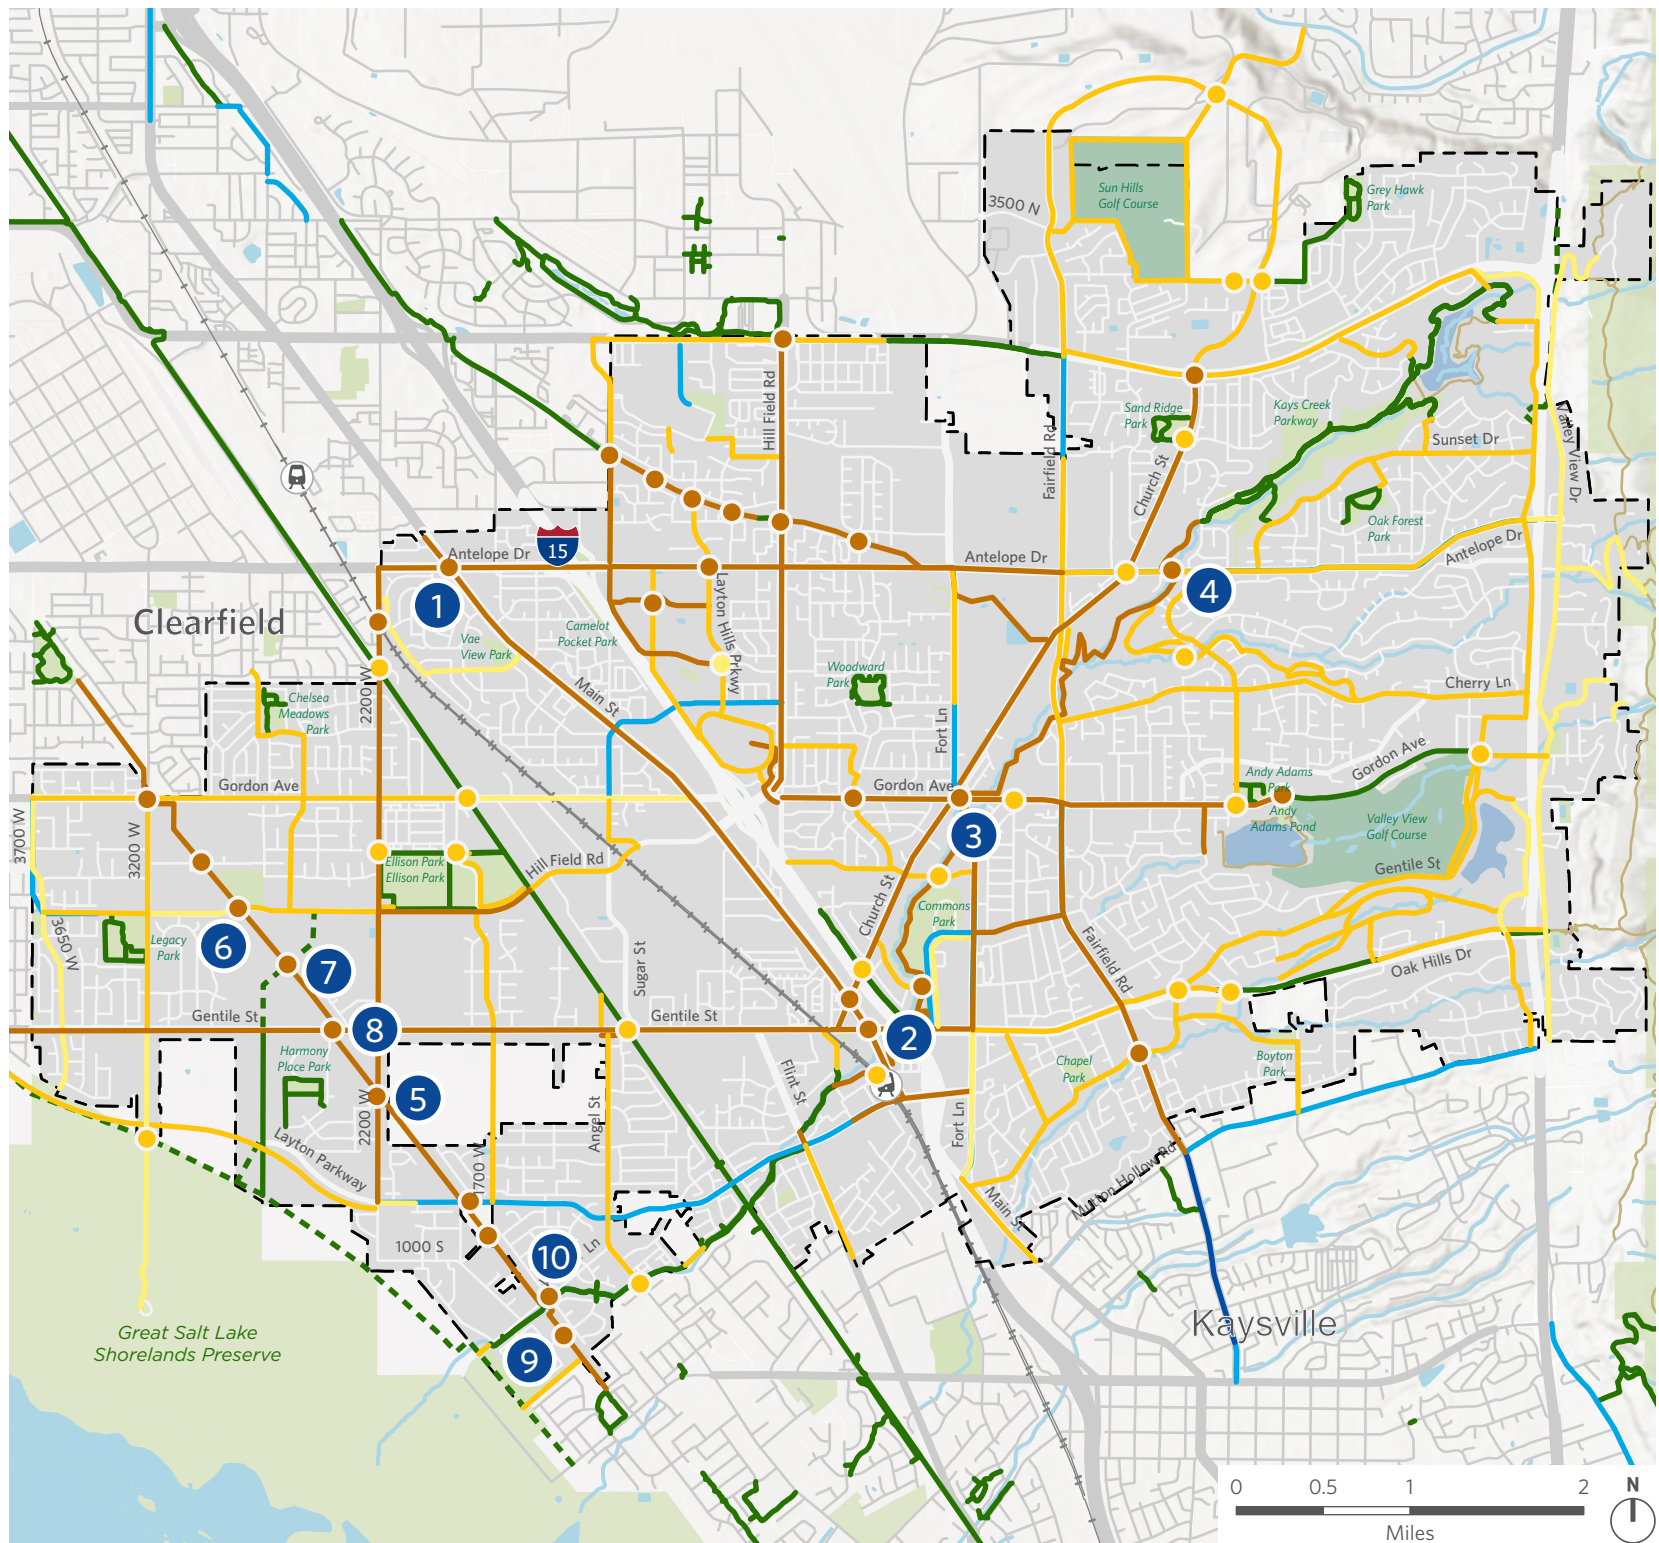 Sun Hills
Golf Course
Grey Hawk
Park
3500 N
Hill Field Rd
Sand Ridge
Park
Kays Creek
Parkway
Fairfield Rd
Church St
Sunset Dr
Valley View Dr
Oak Forest
Park
15
Antelope Dr
Antelope Dr
Antelope Dr
1
4
Clearfield
Vae
View Park
Camelot
Pocket Park
Layton Hills Prkwy
Woodward
Park
2200 W
Main St
Chelsea
Meadows
Park
Cherry Ln
Fort Ln
Gordon Ave
Gordon Ave
Gordon Ave
Andy Adams
Park
Andy
Adams Pond
Valley View
Golf Course
3700 W
3200 W
3
Ellison Park
Ellison Park
Hill Field Rd
Gentile St
Church St
Commons
Park
3650 W
6
Legacy
Park
7
Sugar St
Fairfield Rd
Oak Hills Dr
Gentile St
8
Gentile St
2
Harmony
Place Park
Chapel
Park
Boyton
Park
2200 W
5
Angel St
Flint St
Fort Ln
Layton Parkway
1700 W
Mutton Hollow Rd
Main St
1000 S
10
Ln
Great Salt Lake
Shorelands Preserve
9
Kaysville
0 0.5 1 2
Miles
N